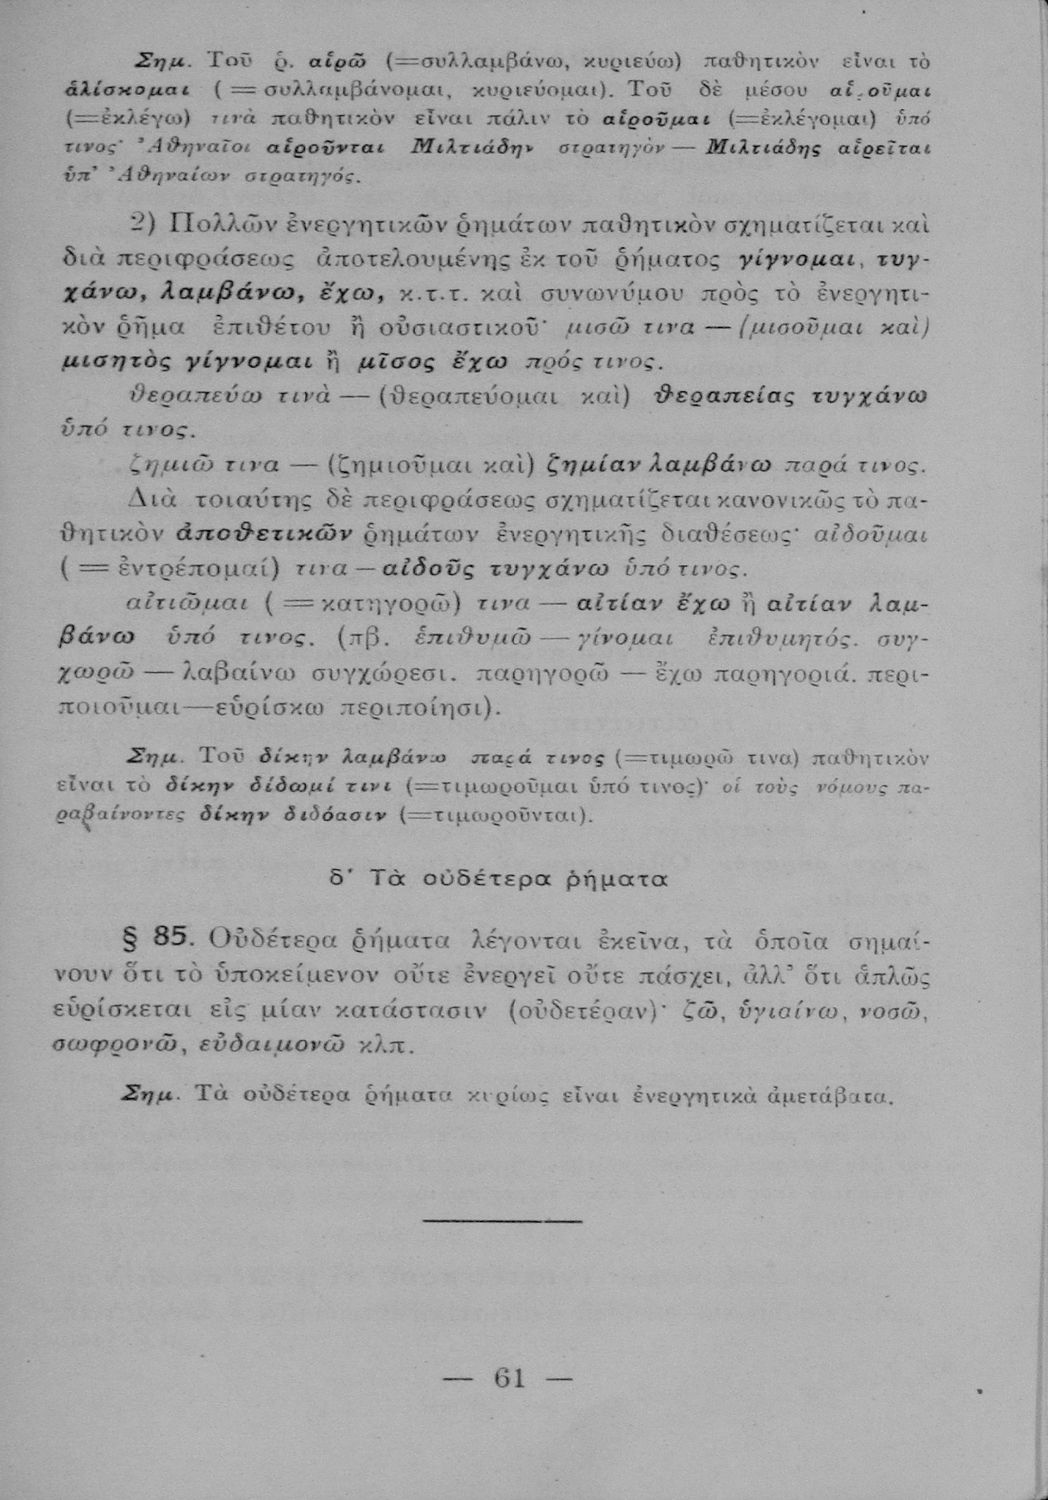 Σημ. Τοῦ ῥ. αἱρῶ (=συλλαμβάνω, κυριεύω) παθητικὸν εἶναι τὸ
ἁλίσκομαι (=συλλαμβάνομαι, κυριεύομαι). Τοῦ δὲ μέσου αἱροῦμαι
(=ἐκλέγω) τινὰ παθητικὸν εἶναι πάλιν τὸ αἱροῦμαι (=ἐκλέγομαι) ὑπό
τινος· Ἀθηναῖοι αἱροῦνται Μιλτιάδην στρατηγὸν — Μιλτιάδης αἱρεῖται
ὑπ' Ἀθηναίων στρατηγός.
2) Πολλῶν ἐνεργητικῶν ῥημάτων παθητικὸν σχηματίζεται καὶ
διὰ περιφράσεως ἀποτελουμένης ἐκ τοῦ ῥήματος γίγνομαι, τυγ-
χάνω, λαμβάνω, ἔχω, κ.τ.τ. καὶ συνωνύμου πρὸς τὸ ἐνεργητι-
κὸν ῥῆμα ἐπιθέτου ἢ οὐσιαστικοῦ· μισῶ τινα — (μισοῦμαι καὶ)
μισητὸς γίγνομαι ἢ μῖσος ἔχω πρός τινος.
θεραπεύω τινὰ — (θεραπεύομαι καὶ) θεραπείας τυγχάνω
ὑπό τινος.
ζημιῶ τινα — (ζημιοῦμαι καὶ) ζημίαν λαμβάνω παρά τινος.
Διὰ τοιαύτης δὲ περιφράσεως σχηματίζεται κανονικῶς τὸ πα-
θητικὸν ἀποθετικῶν ῥημάτων ἐνεργητικῆς διαθέσεως· αἰδοῦμαι
(=ἐντρέπομαί) τινα — αἰδοῦς τυγχάνω ὑπό τινος.
αἰτιῶμαι (=κατηγορῶ) τινα — αἰτίαν ἔχω ἢ αἰτίαν λαμ-
βάνω ὑπό τινος. (πβ. ἐπιθυμῶ — γίνομαι ἐπιθυμητός. συγ-
χωρῶ — λαβαίνω συγχώρεσι. παρηγορῶ — ἔχω παρηγοριά. περι-
ποιοῦμαι—εὑρίσκω περιποίησι).
Σημ. Τοῦ δίκην λαμβάνω παρά τινος (=τιμωρῶ τινα) παθητικὸν
εἶναι τὸ δίκην δίδωμί τινι (=τιμωροῦμαι ὑπό τινος)· οἱ τοὺς νόμους πα-
ραβαίνοντες δίκην διδόασιν (=τιμωροῦνται).
δ' Τὰ οὐδέτερα ῥήματα
§ 85. Οὐδέτερα ῥήματα λέγονται ἐκεῖνα, τὰ ὁποῖα σημαί-
νουν ὅτι τὸ ὑποκείμενον οὔτε ἐνεργεῖ οὔτε πάσχει, ἀλλ' ὅτι ἁπλῶς
εὑρίσκεται εἰς μίαν κατάστασιν (οὐδετέραν)· ζῶ, ὑγιαίνω, νοσῶ,
σωφρονῶ, εὐδαιμονῶ κλπ.
Σημ. Τὰ οὐδέτερα ῥήματα κυρίως εἶναι ἐνεργητικὰ ἀμετάβατα.
— 61 —